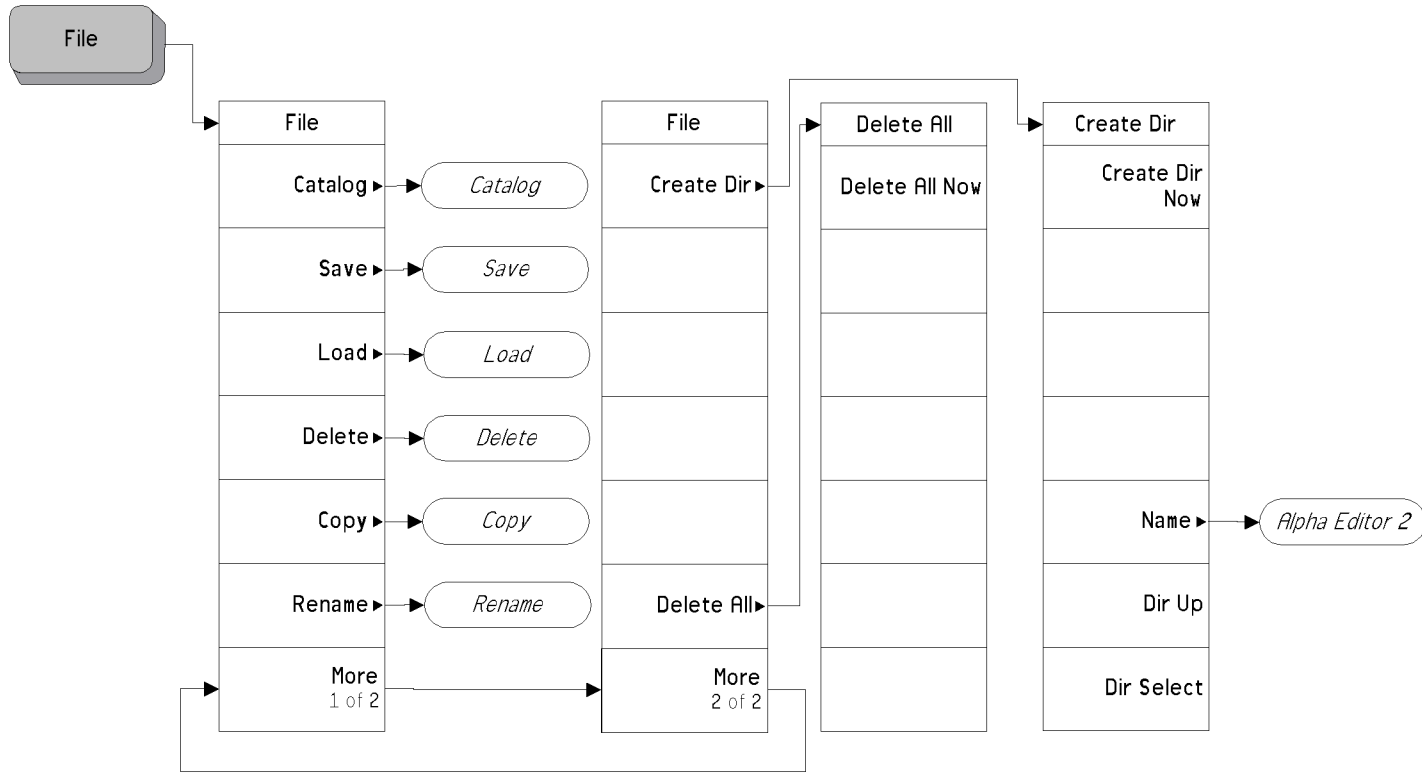 File
File
Catalog
Catalog
Save
Save
Load
Load
Delete
Delete
Copy
Copy
Rename
Rename
More
1 of 2
File
Create Dir
Delete All
More
2 of 2
Delete All
Delete All Now
Create Dir
Create Dir
Now
Name
Alpha Editor 2
Dir Up
Dir Select